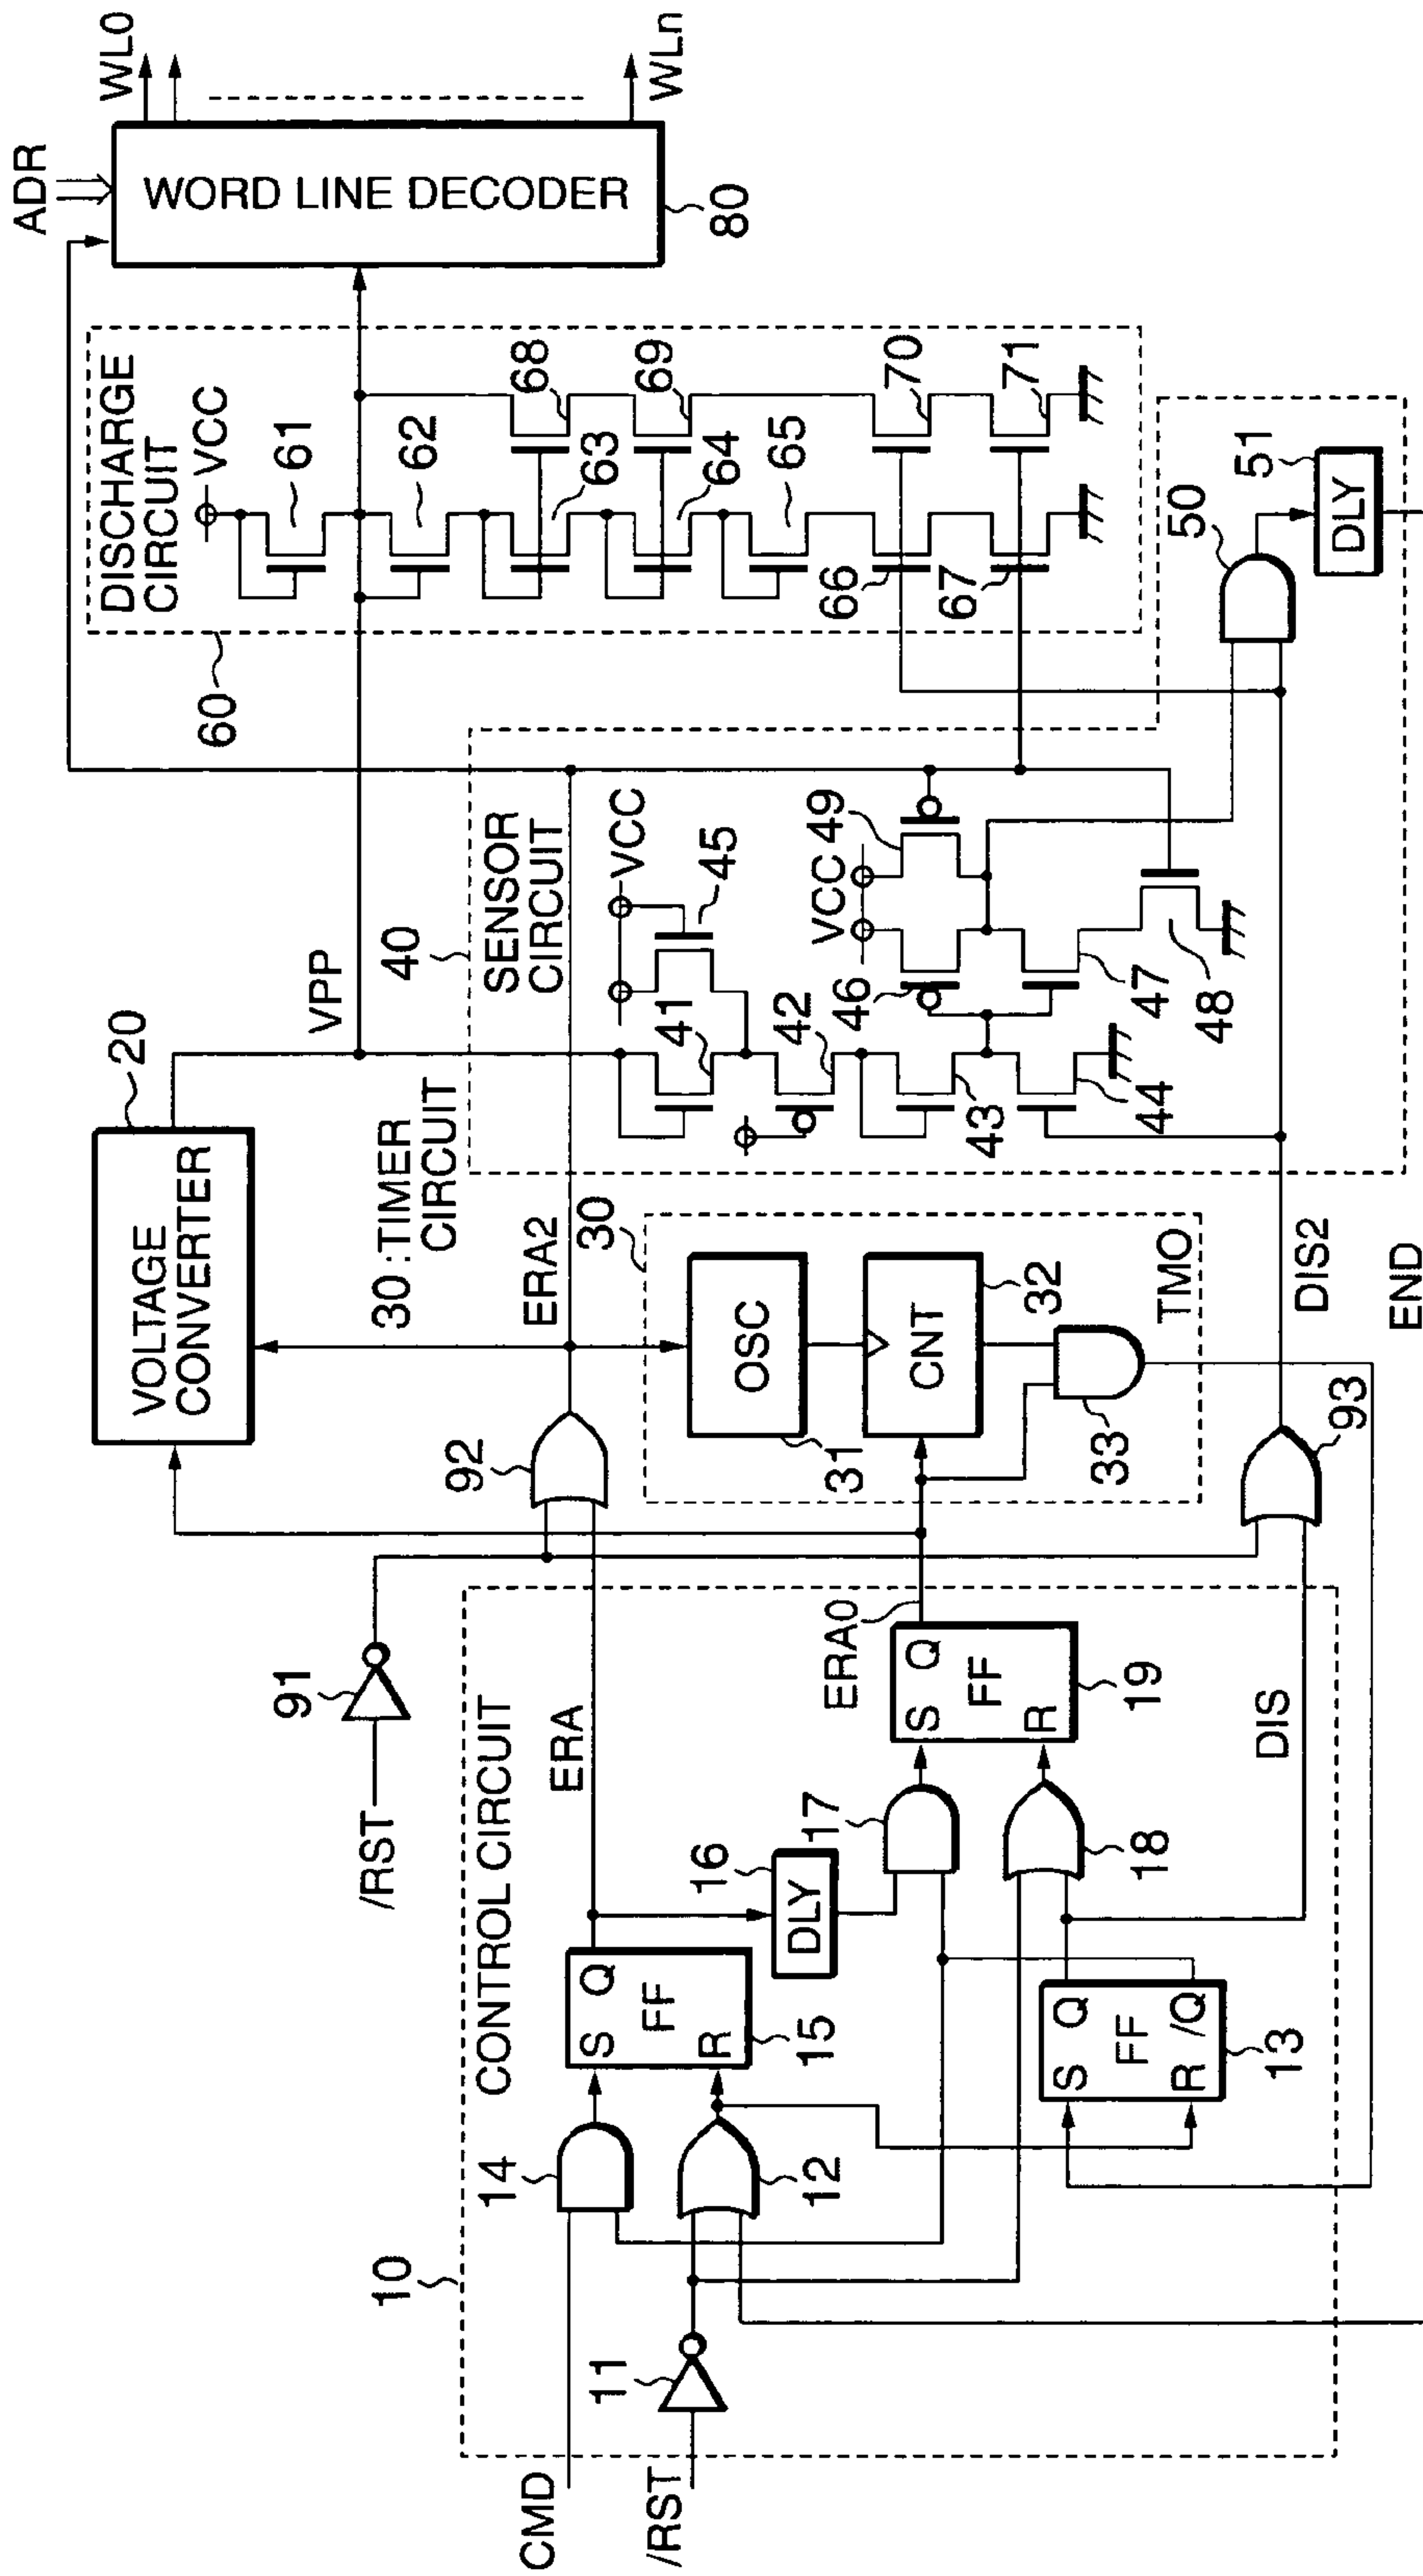 CMD
/RST
10
CONTROL CIRCUIT
11
14
12
S Q
FF
R
15
ERA
DLY
16
17
18
S Q
FF
R /Q
13
ERA0
S Q
FF
R
19
DIS
/RST
91
92
93
VOLTAGE
CONVERTER
20
VPP
30 : TIMER
CIRCUIT
ERA2
30
OSC
31
CNT
32
33
TMO
DIS2
END
40
SENSOR
CIRCUIT
VCC
45
41
42
43
44
VCC
46
49
47
48
50
DLY
51
60
DISCHARGE
CIRCUIT
VCC
61
62
63
64
65
66
67
68
69
70
71
ADR
WORD LINE DECODER
80
WL0
WLn